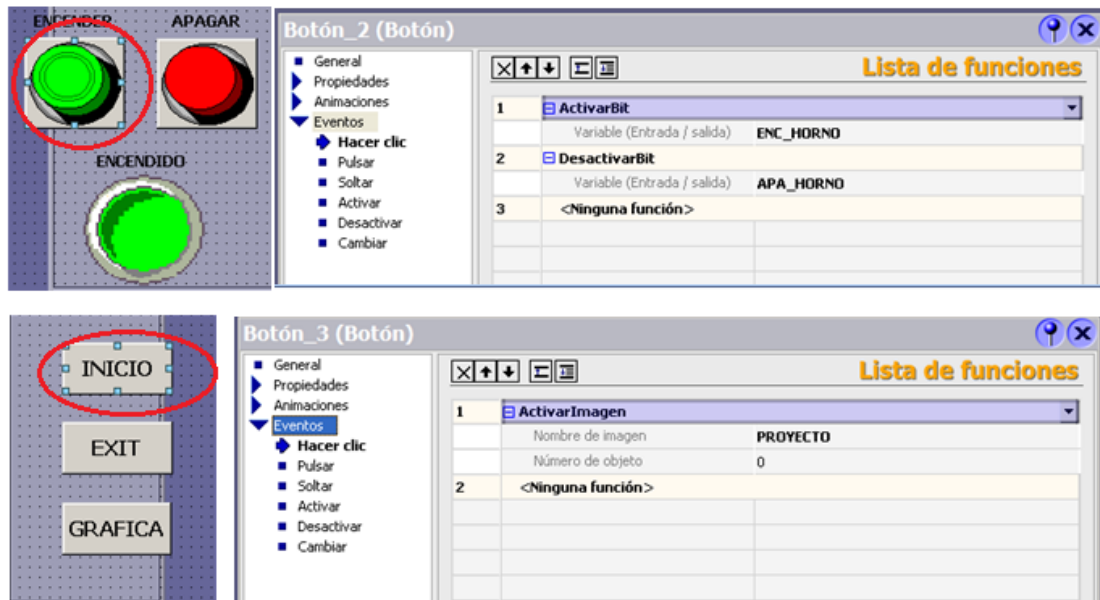 ENCENDER APAGAR
ENCENDIDO
Botón_2 (Botón)
General
Propiedades
Animaciones
Eventos
Hacer clic
Pulsar
Soltar
Activar
Desactivar
Cambiar
Lista de funciones
1 ActivarBit
Variable (Entrada / salida) ENC_HORNO
2 DesactivarBit
Variable (Entrada / salida) APA_HORNO
3 <Ninguna función>
INICIO
EXIT
GRAFICA
Botón_3 (Botón)
General
Propiedades
Animaciones
Eventos
Hacer clic
Pulsar
Soltar
Activar
Desactivar
Cambiar
Lista de funciones
1 ActivarImagen
Nombre de imagen PROYECTO
Número de objeto 0
2 <Ninguna función>